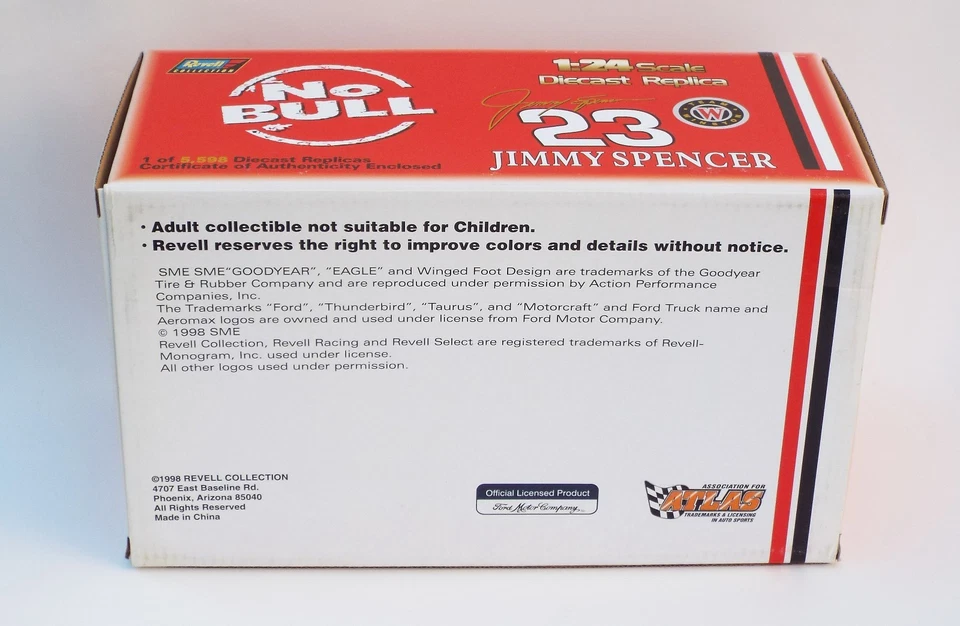 Revell
COLLECTION
No
BULL
1 of 5,598 Diecast Replicas
Certificate of Authenticity Enclosed
1:24 Scale
Diecast Replica
Jimmy Spencer
23
TEAM
W
WINSTON
JIMMY SPENCER
• Adult collectible not suitable for Children.
• Revell reserves the right to improve colors and details without notice.
SME SME"GOODYEAR", "EAGLE" and Winged Foot Design are trademarks of the Goodyear
Tire & Rubber Company and are reproduced under permission by Action Performance
Companies, Inc.
The Trademarks "Ford", "Thunderbird", "Taurus", and "Motorcraft" and Ford Truck name and
Aeromax logos are owned and used under license from Ford Motor Company.
© 1998 SME
Revell Collection, Revell Racing and Revell Select are registered trademarks of Revell-
Monogram, Inc. used under license.
All other logos used under permission.
©1998 REVELL COLLECTION
4707 East Baseline Rd.
Phoenix, Arizona 85040
All Rights Reserved
Made in China
Official Licensed Product
Ford Motor Company
ASSOCIATION FOR
ATLAS
TRADEMARKS & LICENSING
IN AUTO SPORTS